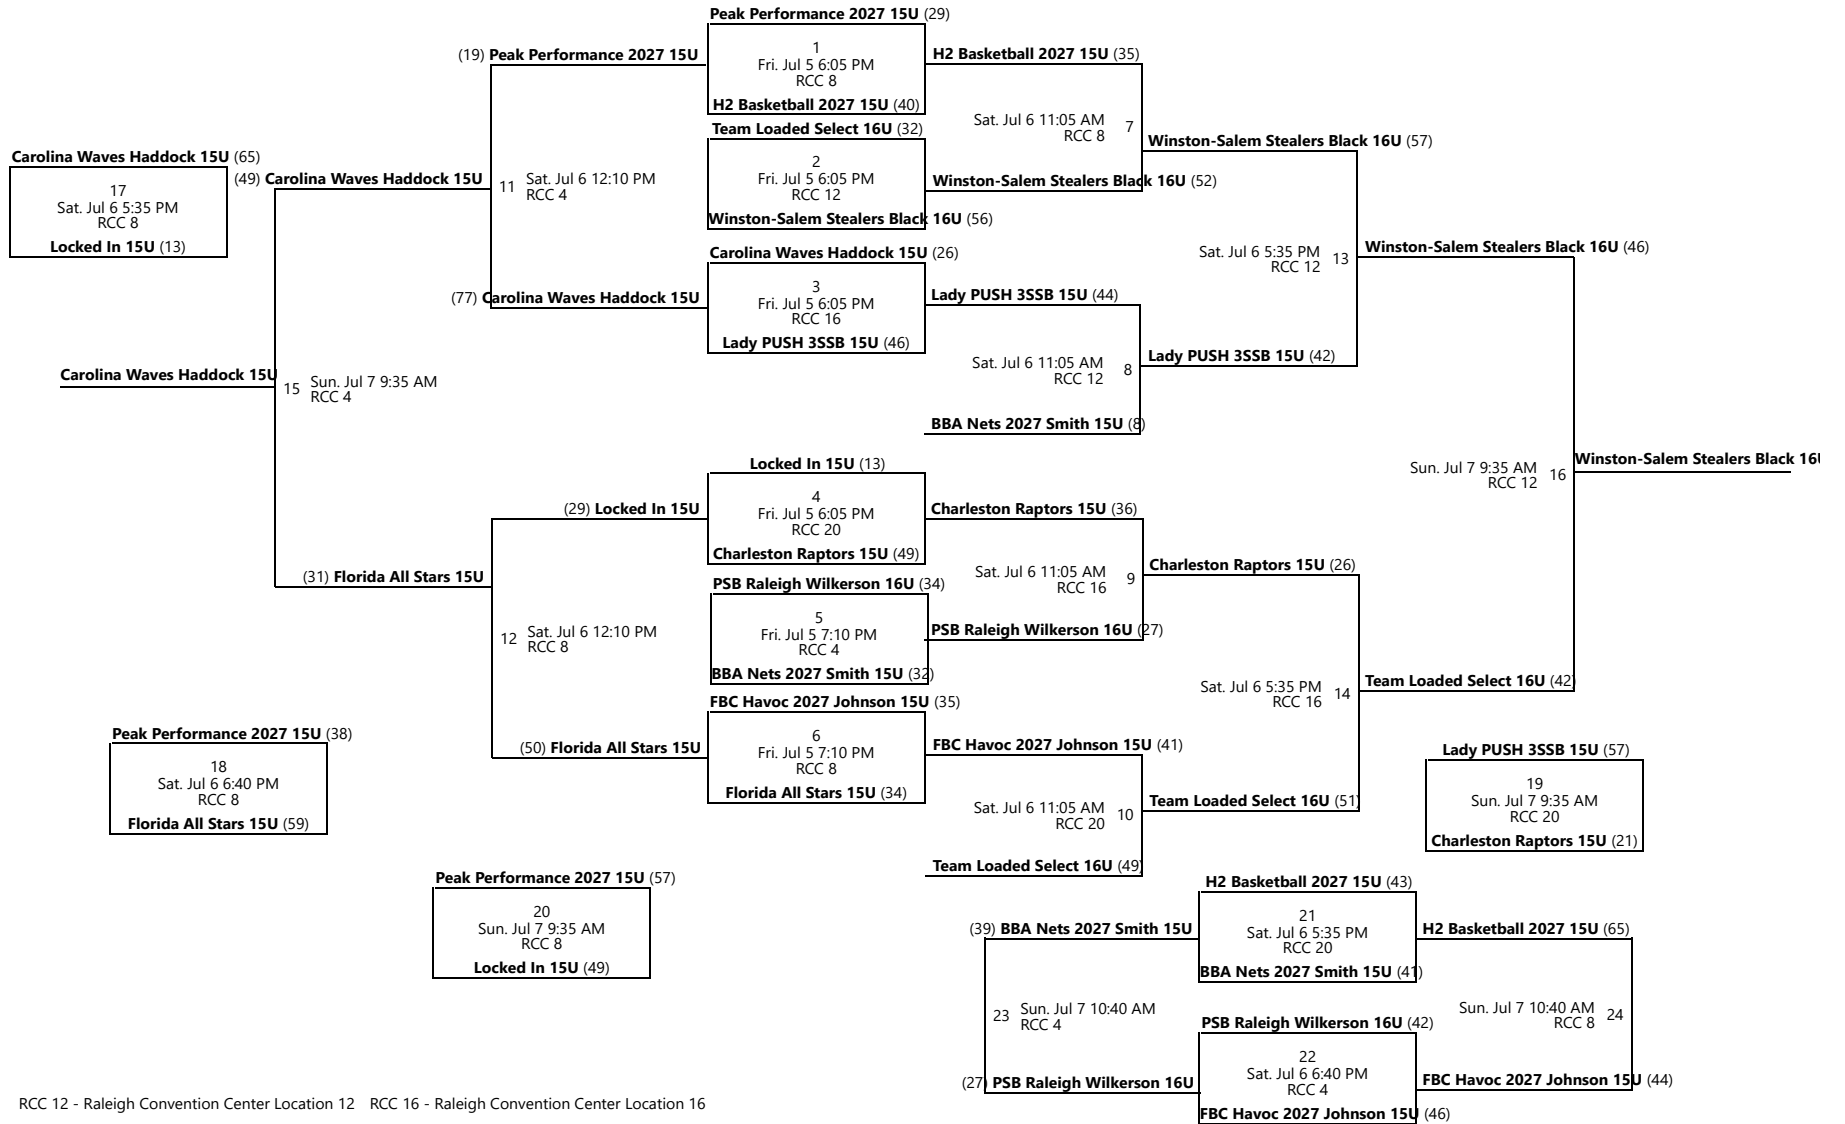 Peak Performance 2027 15U (29)
1
Fri. Jul 5 6:05 PM
RCC 8
H2 Basketball 2027 15U (40)
(19) Peak Performance 2027 15U
H2 Basketball 2027 15U (35)
Team Loaded Select 16U (32)
2
Fri. Jul 5 6:05 PM
RCC 12
Winston-Salem Stealers Black 16U (56)
Sat. Jul 6 11:05 AM
RCC 8
7
Winston-Salem Stealers Black 16U (57)
Carolina Waves Haddock 15U (65)
17
Sat. Jul 6 5:35 PM
RCC 8
Locked In 15U (13)
(49) Carolina Waves Haddock 15U
11
Sat. Jul 6 12:10 PM
RCC 4
Winston-Salem Stealers Black 16U (52)
Carolina Waves Haddock 15U (26)
3
Fri. Jul 5 6:05 PM
RCC 16
Lady PUSH 3SSB 15U (46)
Sat. Jul 6 5:35 PM
RCC 12
13
Winston-Salem Stealers Black 16U (46)
(77) Carolina Waves Haddock 15U
Lady PUSH 3SSB 15U (44)
Sat. Jul 6 11:05 AM
RCC 12
8
Lady PUSH 3SSB 15U (42)
Carolina Waves Haddock 15U
15
Sun. Jul 7 9:35 AM
RCC 4
BBA Nets 2027 Smith 15U (8)
Locked In 15U (13)
4
Fri. Jul 5 6:05 PM
RCC 20
Charleston Raptors 15U (49)
Sun. Jul 7 9:35 AM
RCC 12
16
Winston-Salem Stealers Black 16U
(29) Locked In 15U
Charleston Raptors 15U (36)
Sat. Jul 6 11:05 AM
RCC 16
9
Charleston Raptors 15U (26)
(31) Florida All Stars 15U
PSB Raleigh Wilkerson 16U (34)
5
Fri. Jul 5 7:10 PM
RCC 4
BBA Nets 2027 Smith 15U (32)
12
Sat. Jul 6 12:10 PM
RCC 8
PSB Raleigh Wilkerson 16U (27)
Sat. Jul 6 5:35 PM
RCC 16
14
Team Loaded Select 16U (42)
FBC Havoc 2027 Johnson 15U (35)
6
Fri. Jul 5 7:10 PM
RCC 8
Florida All Stars 15U (34)
(50) Florida All Stars 15U
FBC Havoc 2027 Johnson 15U (41)
Peak Performance 2027 15U (38)
18
Sat. Jul 6 6:40 PM
RCC 8
Florida All Stars 15U (59)
Sat. Jul 6 11:05 AM
RCC 20
10
Team Loaded Select 16U (51)
Lady PUSH 3SSB 15U (57)
19
Sun. Jul 7 9:35 AM
RCC 20
Charleston Raptors 15U (21)
Team Loaded Select 16U (49)
Peak Performance 2027 15U (57)
20
Sun. Jul 7 9:35 AM
RCC 8
Locked In 15U (49)
H2 Basketball 2027 15U (43)
21
Sat. Jul 6 5:35 PM
RCC 20
BBA Nets 2027 Smith 15U (41)
(39) BBA Nets 2027 Smith 15U
H2 Basketball 2027 15U (65)
23
Sun. Jul 7 10:40 AM
RCC 4
Sun. Jul 7 10:40 AM
RCC 8
24
PSB Raleigh Wilkerson 16U (42)
22
Sat. Jul 6 6:40 PM
RCC 4
FBC Havoc 2027 Johnson 15U (46)
(27) PSB Raleigh Wilkerson 16U
FBC Havoc 2027 Johnson 15U (44)
RCC 12 - Raleigh Convention Center Location 12 RCC 16 - Raleigh Convention Center Location 16